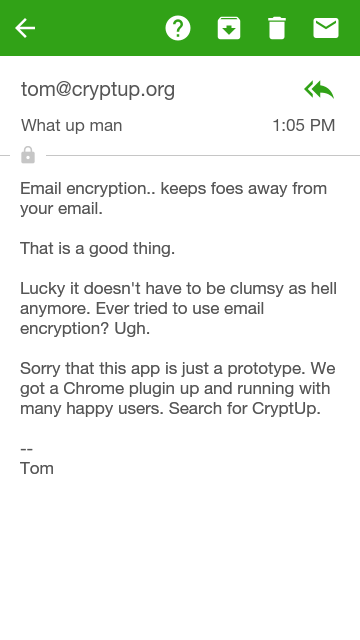 tom@cryptup.org
What up man 1:05 PM
Email encryption.. keeps foes away from
your email.
That is a good thing.
Lucky it doesn't have to be clumsy as hell
anymore. Ever tried to use email
encryption? Ugh.
Sorry that this app is just a prototype. We
got a Chrome plugin up and running with
many happy users. Search for CryptUp.
--
Tom